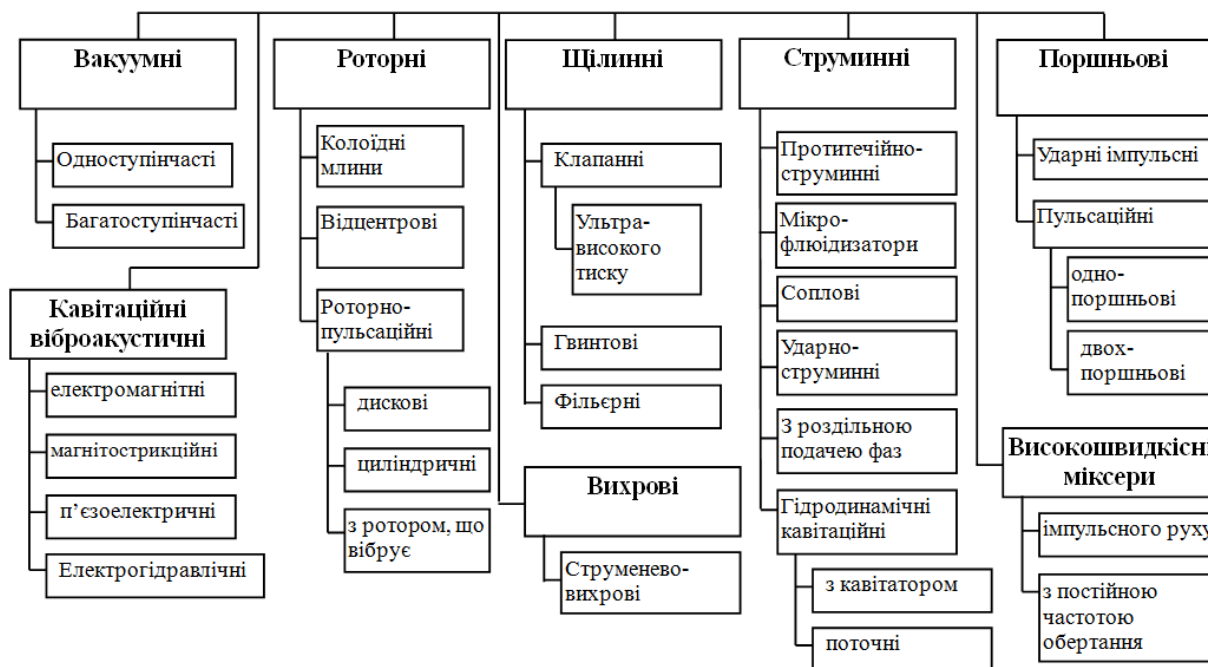 Вакуумні
Одноступінчасті
Багатоступінчасті
Кавітаційні
віброакустичні
електромагнітні
магнітострикційні
п’єзоелектричні
Електрогідравлічні
Роторні
Колоїдні
млини
Відцентрові
Роторно-
пульсаційні
дискові
циліндричні
з ротором, що
вібрує
Щілинні
Клапанні
Ультра-
високого
тиску
Гвинтові
Фільєрні
Вихрові
Струменево-
вихрові
Струминні
Протитечійно-
струминні
Мікро-
флюідизатори
Соплові
Ударно-
струминні
З роздільною
подачею фаз
Гідродинамічні
кавітаційні
з кавітатором
поточні
Поршньові
Ударні імпульсні
Пульсаційні
одно-
поршньові
двох-
поршньові
Високошвидкісні
міксери
імпульсного руху
з постійною
частотою
обертання